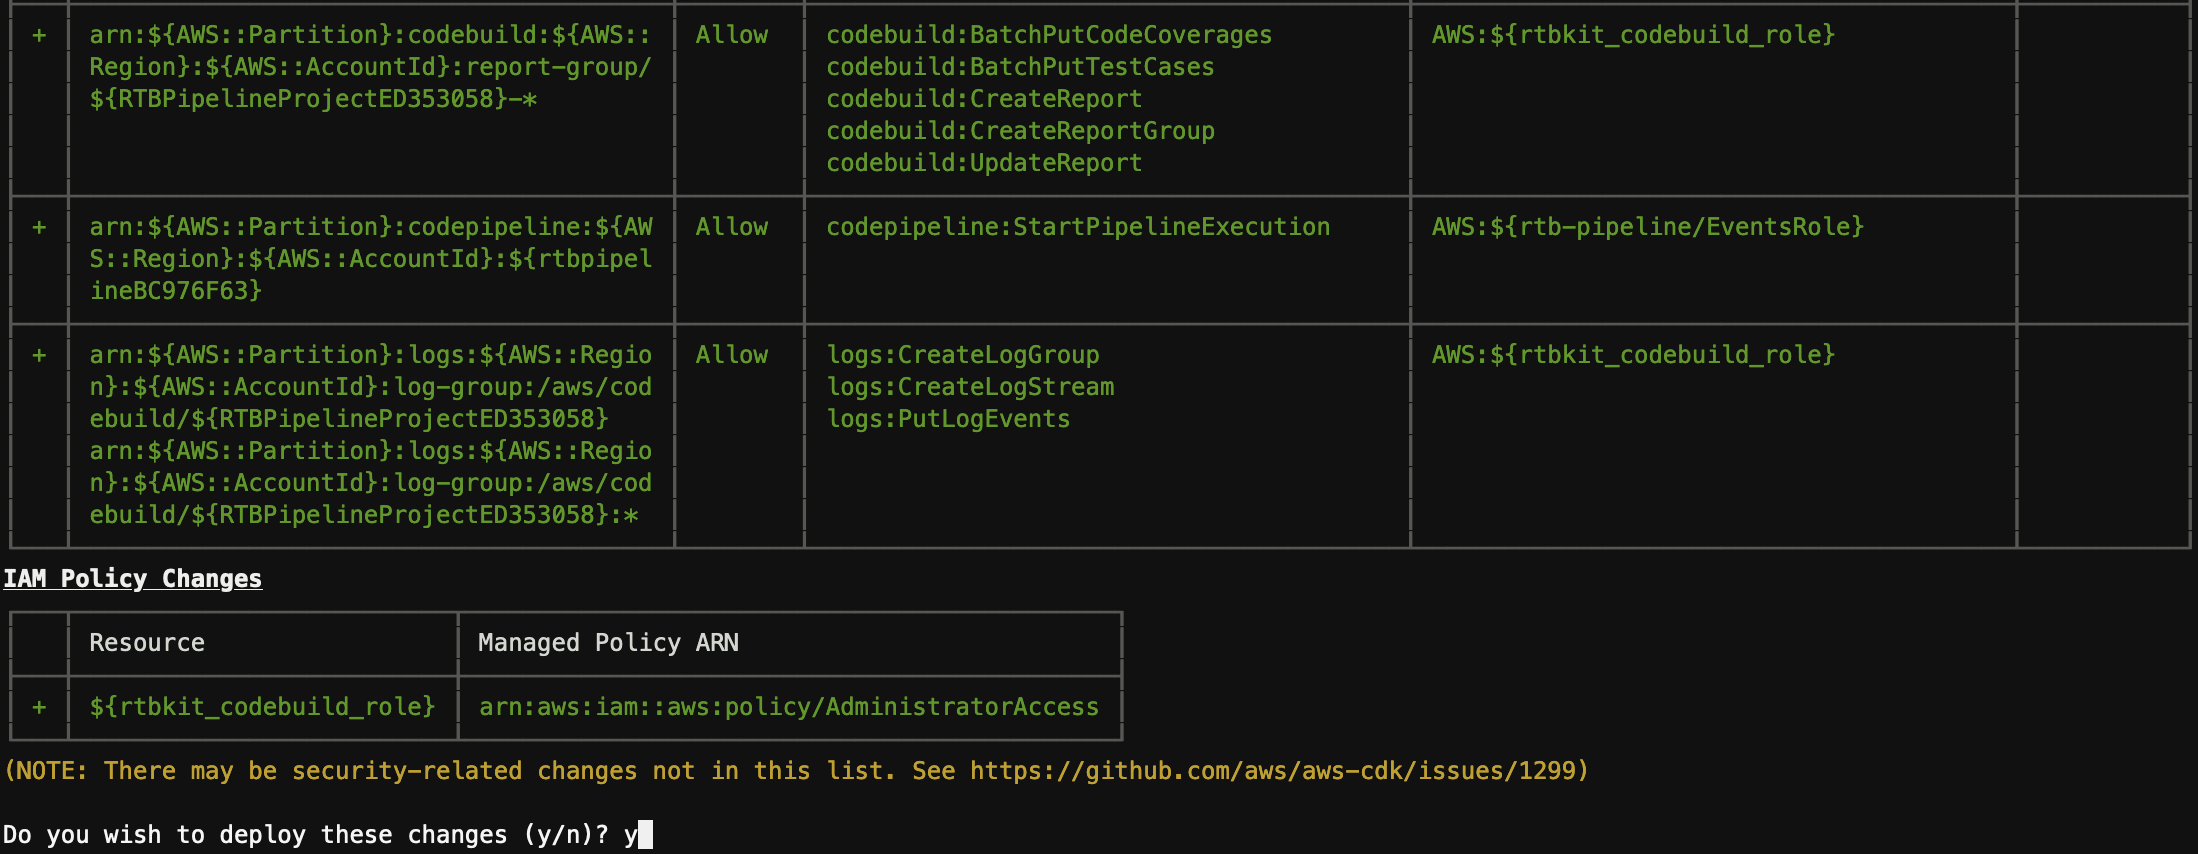 + arn:${AWS::Partition}:codebuild:${AWS:: Allow codebuild:BatchPutCodeCoverages AWS:${rtbkit_codebuild_role}
Region}:${AWS::AccountId}:report-group/ codebuild:BatchPutTestCases
${RTBPipelineProjectED353058}-* codebuild:CreateReport
codebuild:CreateReportGroup
codebuild:UpdateReport
+ arn:${AWS::Partition}:codepipeline:${AW Allow codepipeline:StartPipelineExecution AWS:${rtb-pipeline/EventsRole}
S::Region}:${AWS::AccountId}:${rtbpipel
ineBC976F63}
+ arn:${AWS::Partition}:logs:${AWS::Regio Allow logs:CreateLogGroup AWS:${rtbkit_codebuild_role}
n}:${AWS::AccountId}:log-group:/aws/cod logs:CreateLogStream
ebuild/${RTBPipelineProjectED353058} logs:PutLogEvents
arn:${AWS::Partition}:logs:${AWS::Regio
n}:${AWS::AccountId}:log-group:/aws/cod
ebuild/${RTBPipelineProjectED353058}:*
IAM Policy Changes
Resource Managed Policy ARN
+ ${rtbkit_codebuild_role} arn:aws:iam::aws:policy/AdministratorAccess
(NOTE: There may be security-related changes not in this list. See https://github.com/aws/aws-cdk/issues/1299)
Do you wish to deploy these changes (y/n)? y